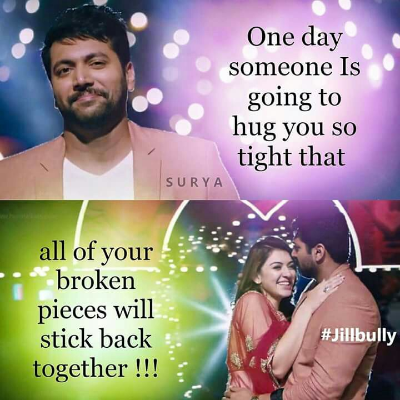 One day
someone Is
going to
hug you so
tight that
SURYA
all of your
broken
pieces will
stick back
together !!!
#Jillbully